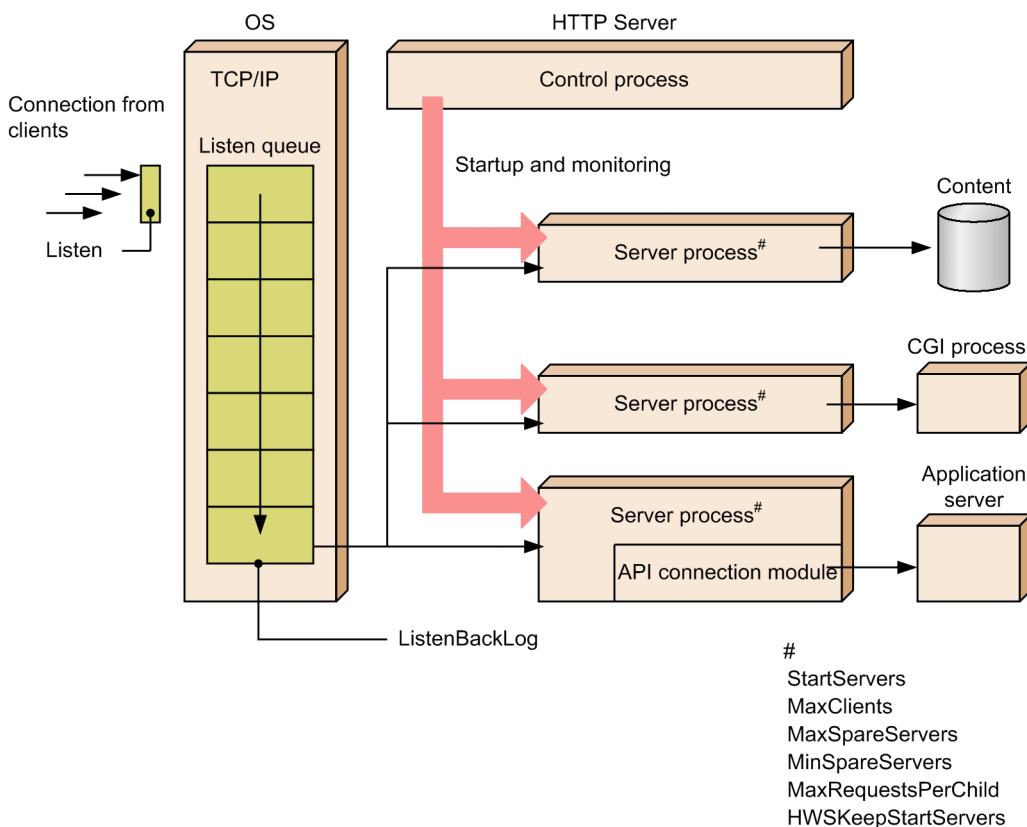 OS
HTTP Server
TCP/IP
Control process
Connection from
clients
Listen queue
Startup and monitoring
Content
Listen
Server process#
CGI process
Server process#
Application
server
Server process#
API connection module
ListenBackLog
#
StartServers
MaxClients
MaxSpareServers
MinSpareServers
MaxRequestsPerChild
HWSKeepStartServers